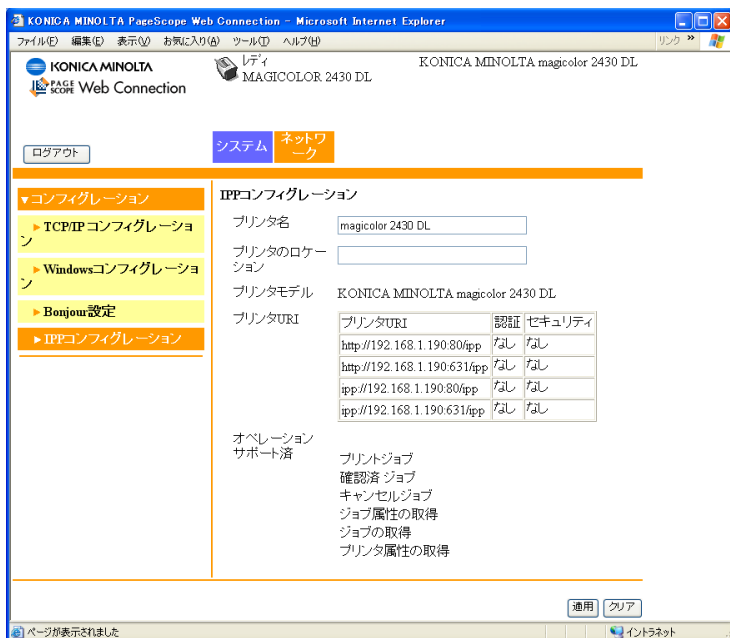 KONICA MINOLTA PageScope Web Connection - Microsoft Internet Explorer
ファイル(F) 編集(E) 表示(V) お気に入り(A) ツール(T) ヘルプ(H) リンク »
KONICA MINOLTA
レディ
MAGICOLOR 2430 DL
KONICA MINOLTA magicolor 2430 DL
PAGE SCOPE Web Connection
ログアウト
システム
ネットワ
ーク
▼コンフィグレーション
▶TCP/IP コンフィグレーショ
ン
▶Windowsコンフィグレーショ
ン
▶Bonjour設定
▶IPPコンフィグレーション
IPPコンフィグレーション
プリンタ名 magicolor 2430 DL
プリンタのロケー
ション
プリンタモデル KONICA MINOLTA magicolor 2430 DL
プリンタURI
プリンタURI 認証 セキュリティ
http://192.168.1.190:80/ipp なし なし
http://192.168.1.190:631/ipp なし なし
ipp://192.168.1.190:80/ipp なし なし
ipp://192.168.1.190:631/ipp なし なし
オペレーション
サポート済
プリントジョブ
確認済 ジョブ
キャンセルジョブ
ジョブ属性の取得
ジョブの取得
プリンタ属性の取得
適用 クリア
ページが表示されました イントラネット